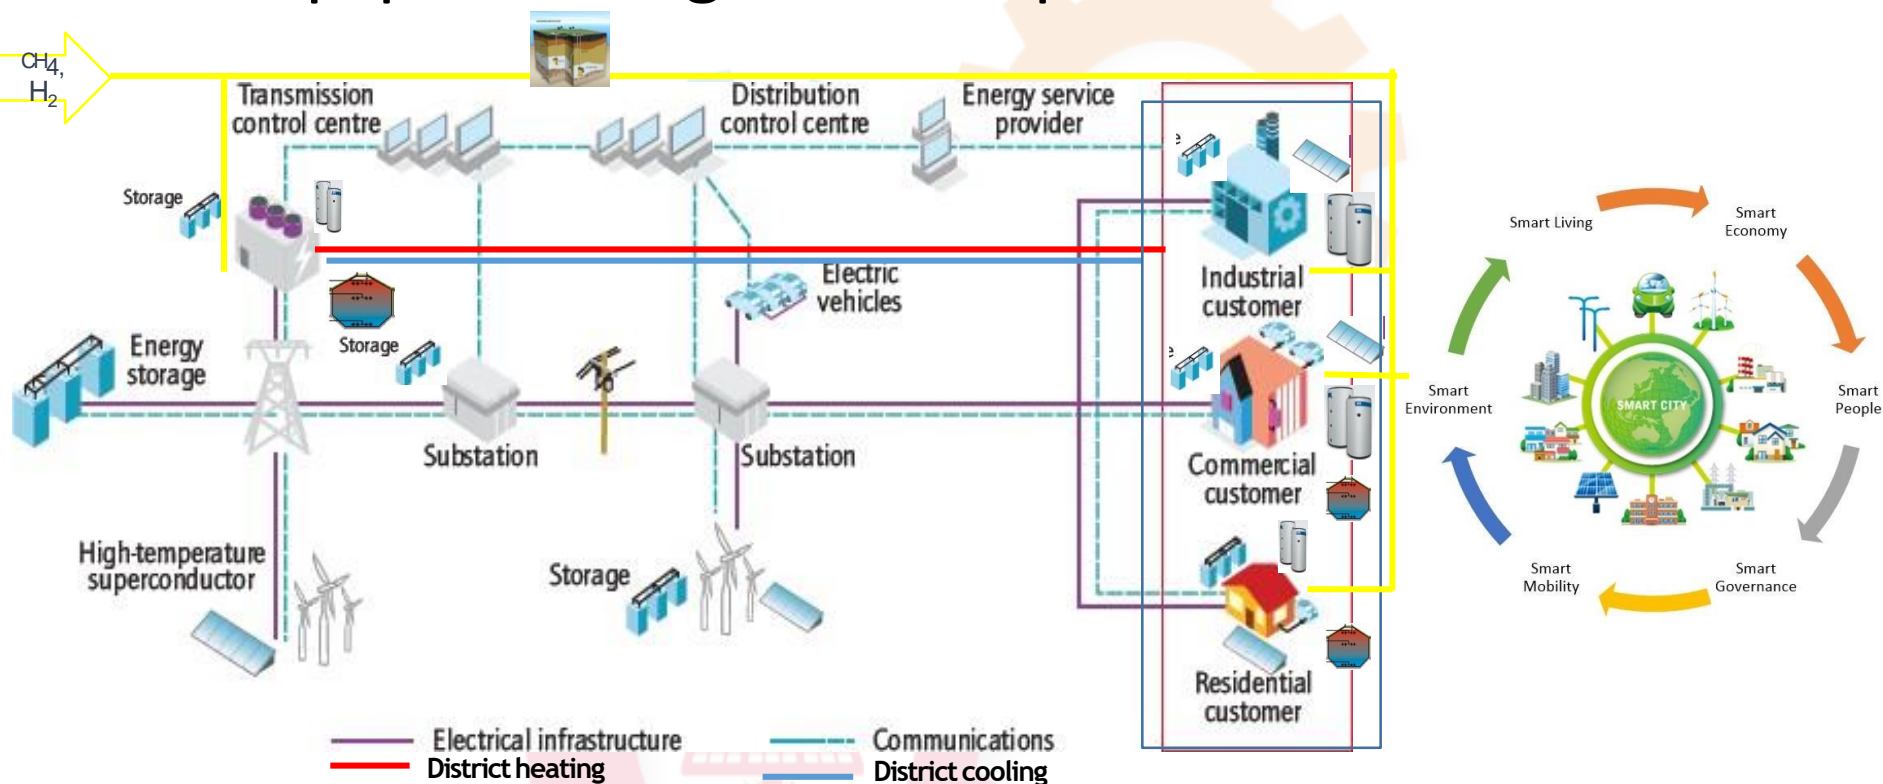 CH4,
H2
Transmission
control centre
Distribution
control centre
Energy service
provider
Storage
Electric
vehicles
Industrial
customer
Energy
storage
Storage
Substation
Substation
Commercial
customer
High-temperature
superconductor
Storage
Residential
customer
Electrical infrastructure
Communications
District heating
District cooling
Smart Living
Smart
Economy
Smart
People
Smart
Governance
Smart
Mobility
Smart
Environment
SMART CITY